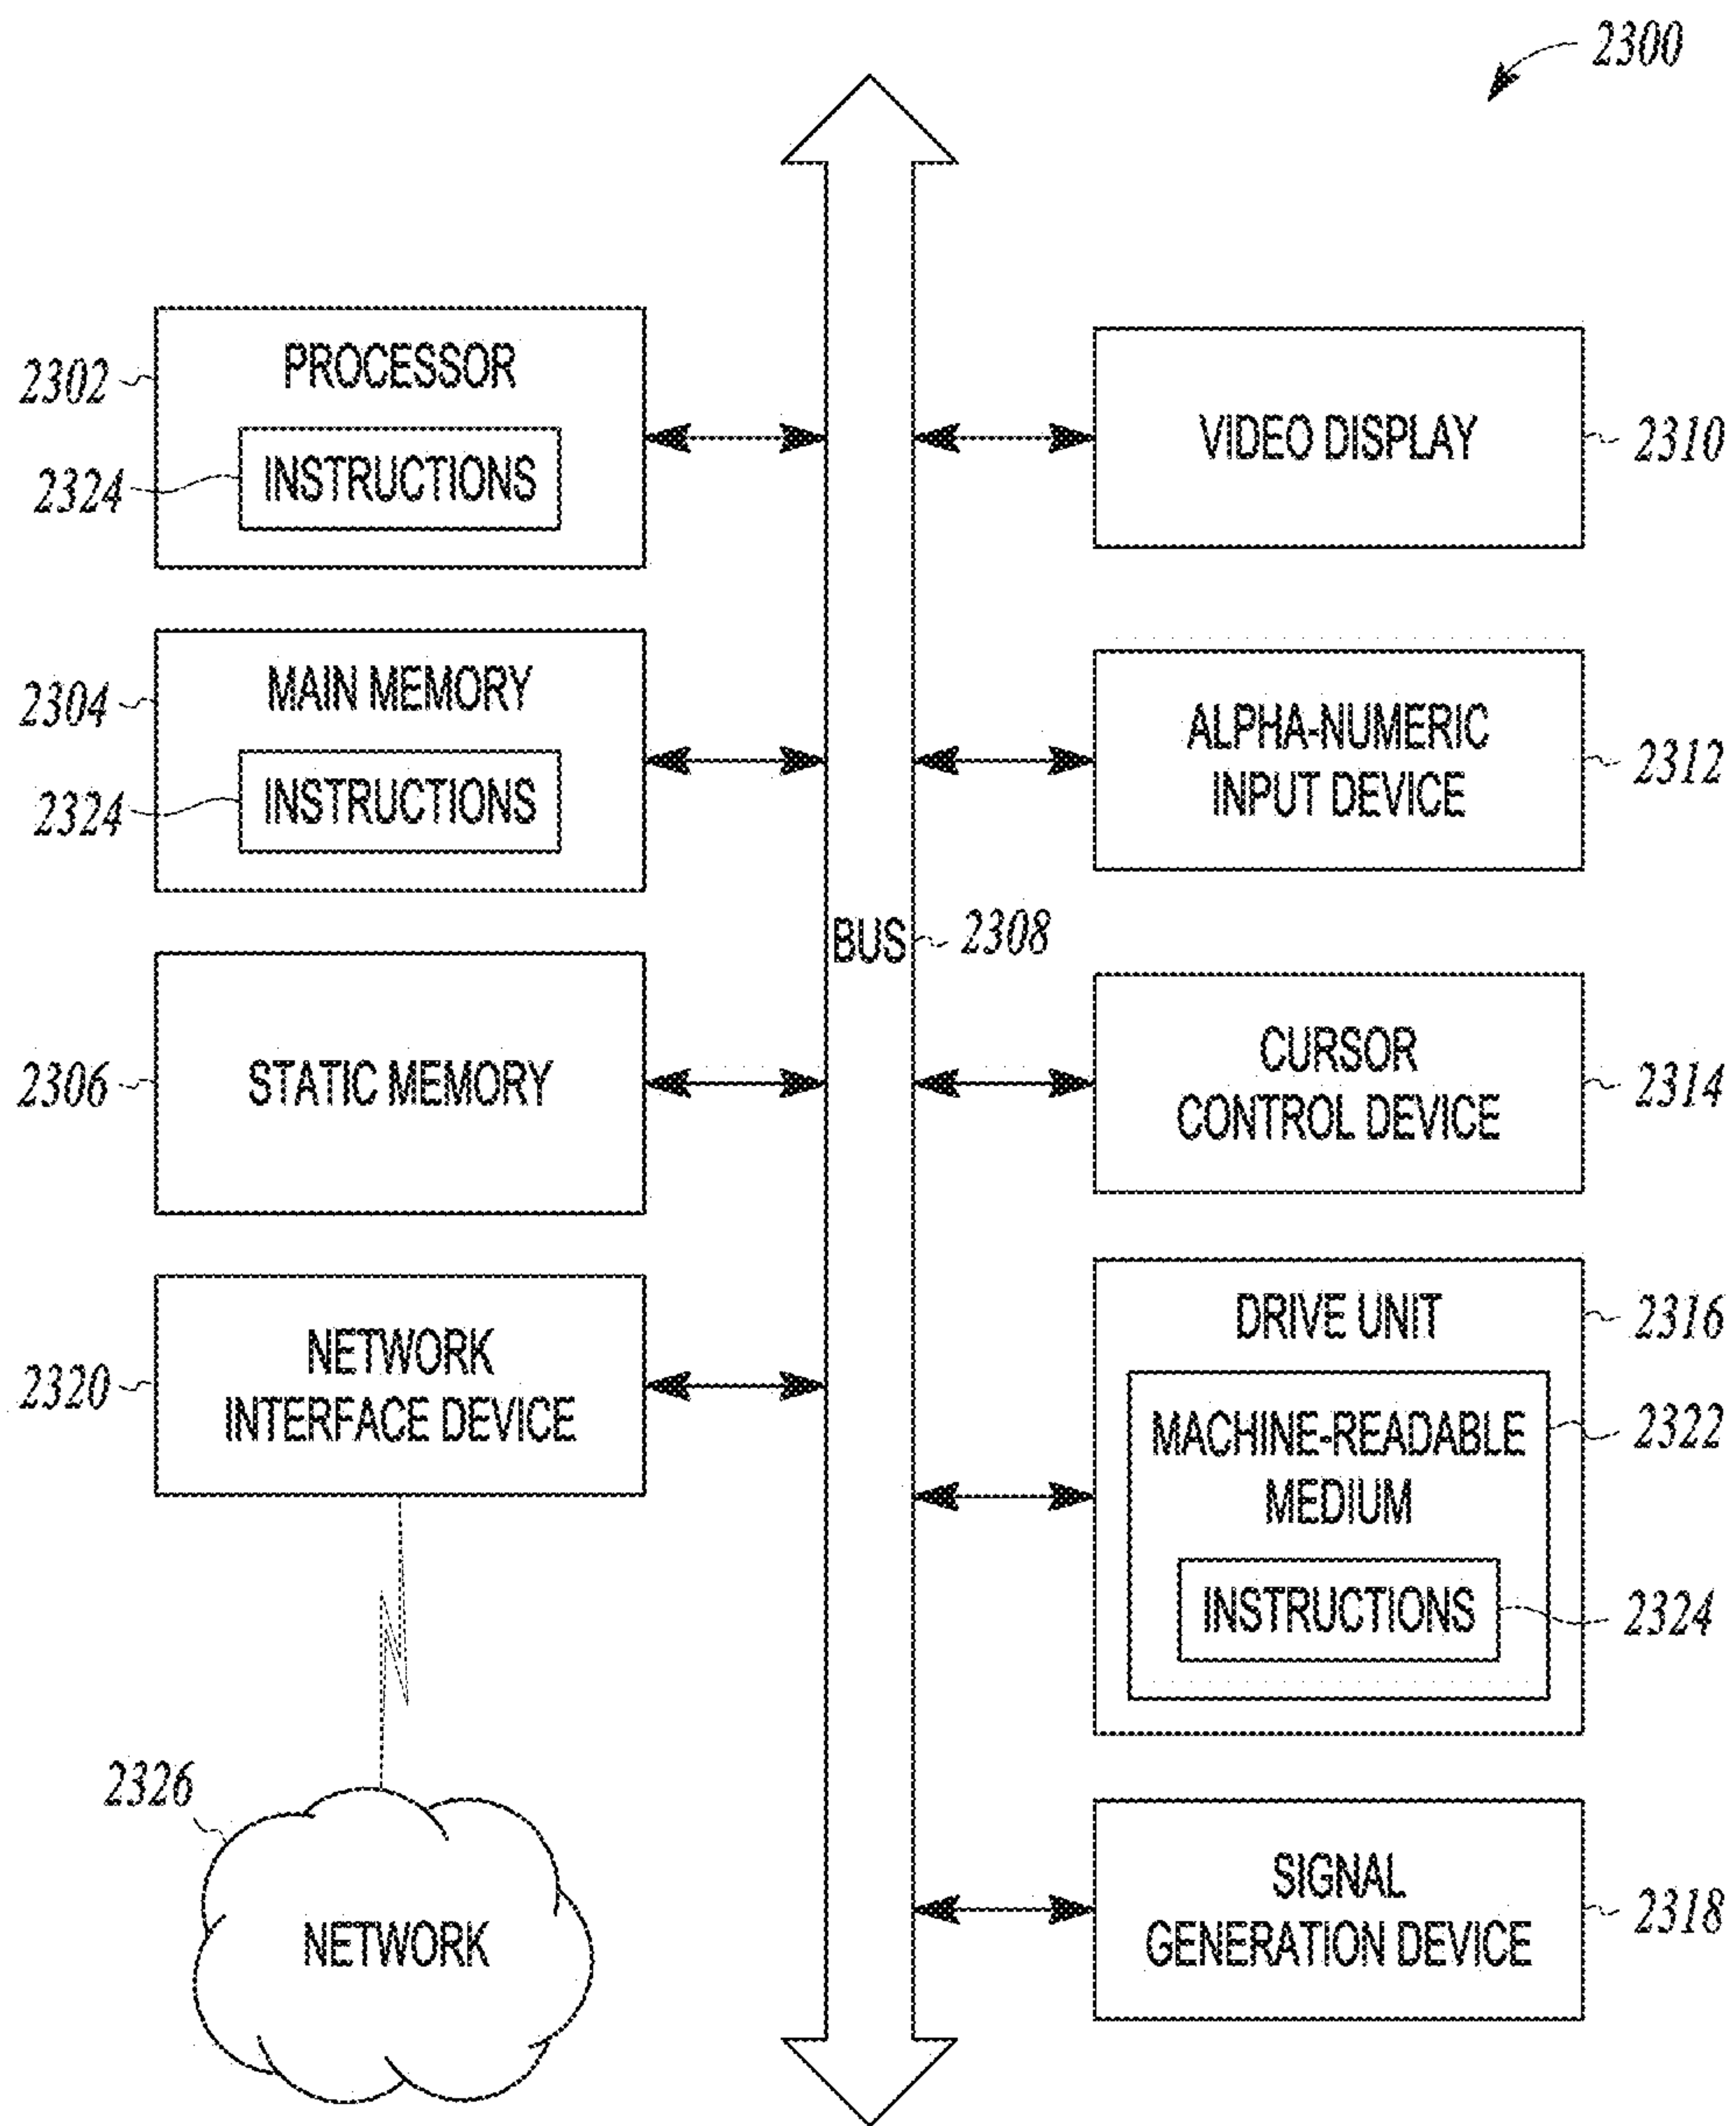 2300
PROCESSOR
2302
INSTRUCTIONS
2324
MAIN MEMORY
2304
INSTRUCTIONS
2324
STATIC MEMORY
2306
NETWORK
INTERFACE DEVICE
2320
2326
NETWORK
BUS
2308
VIDEO DISPLAY
2310
ALPHA-NUMERIC
INPUT DEVICE
2312
CURSOR
CONTROL DEVICE
2314
DRIVE UNIT
2316
MACHINE-READABLE
MEDIUM
2322
INSTRUCTIONS
2324
SIGNAL
GENERATION DEVICE
2318